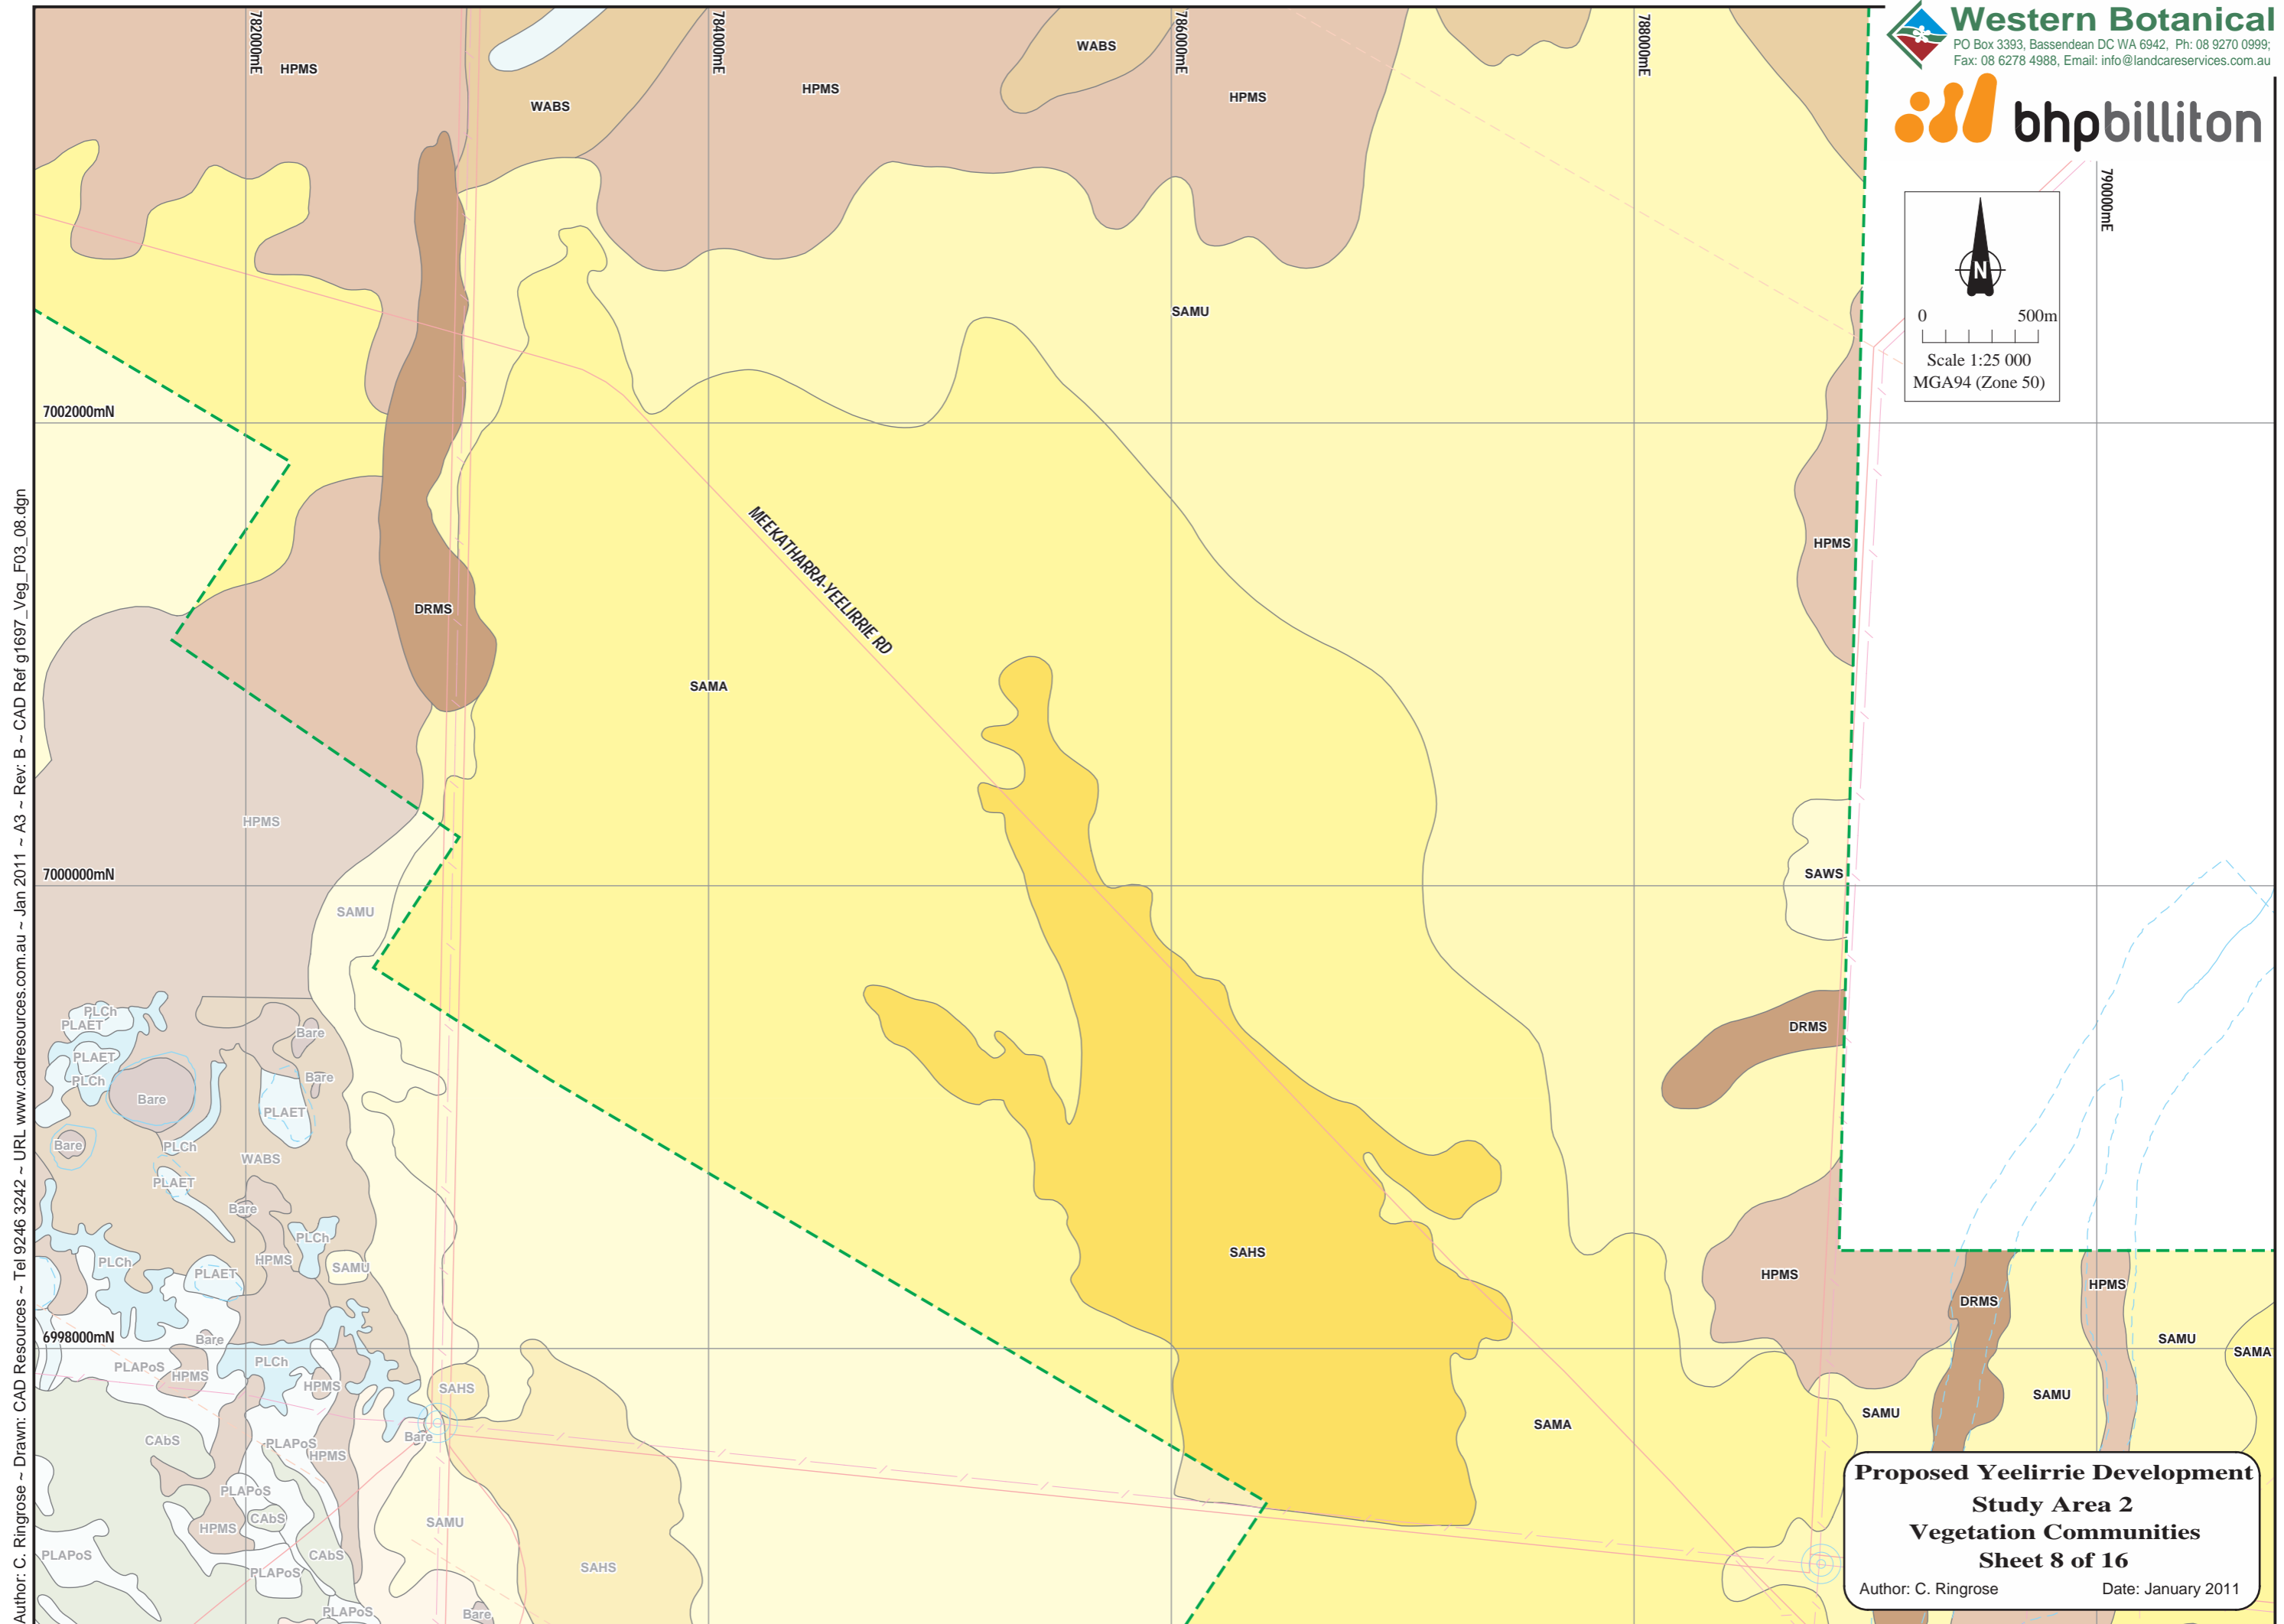 Western Botanical
PO Box 3393, Bassendean DC WA 6942, Ph: 08 9270 0999;
Fax: 08 6278 4988, Email: info@landcareservices.com.au
bhpbilliton
782000mE
784000mE
786000mE
788000mE
790000mE
N
0 500m
Scale 1:25 000
MGA94 (Zone 50)
HPMS
WABS
HPMS
WABS
HPMS
SAMU
7002000mN
HPMS
MEEKATHARRA-YEELIRRIE RD
DRMS
SAMA
HPMS
7000000mN
SAWS
SAMU
DRMS
PLCh
PLAET
Bare
PLAET
Bare
PLCh
Bare
PLAET
Bare
PLCh
WABS
PLAET
Bare
PLCh
SAHS
HPMS
PLCh
SAMU
PLAET
HPMS
HPMS
DRMS
6998000mN
Bare
SAMU
SAMA
PLAPoS
PLCh
HPMS
HPMS
SAHS
SAMU
SAMU
SAMA
Bare
CAbS
PLAPoS
HPMS
PLAPoS
CAbS
HPMS
SAMU
PLAPoS
CAbS
SAHS
PLAPoS
PLAPoS
Bare
Proposed Yeelirrie Development
Study Area 2
Vegetation Communities
Sheet 8 of 16
Author: C. Ringrose Date: January 2011
Author: C. Ringrose ~ Drawn: CAD Resources ~ Tel 9246 3242 ~ URL www.cadresources.com.au ~ Jan 2011 ~ A3 ~ Rev: B ~ CAD Ref g1697_Veg_F03_08.dgn